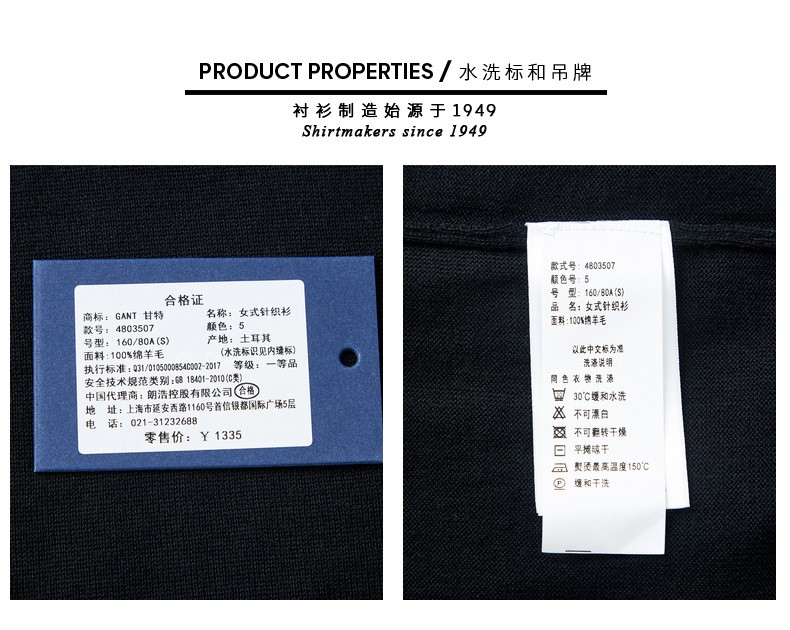 PRODUCT PROPERTIES / 水洗标和吊牌
衬衫制造始源于1949
Shirtmakers since 1949
合格证
商标: GANT 甘特 名称: 女式针织衫
款号: 4803507 颜色: 5
号型: 160/80A(S) 产地: 土耳其
面料:100%绵羊毛 (水洗标识见内缝标)
执行标准:Q31/0105000854C002-2017 等级: 一等品
安全技术规范类别:GB 18401-2010(C类)
中国代理商: 朗浩控股有限公司 合格
地 址: 上海市延安西路1160号首信银都国际广场5层
电 话: 021-31232688
零售价: ¥ 1335
款式号: 4803507
颜色号: 5
号 型: 160/80A(S)
品 名: 女式针织衫
面料:100%绵羊毛
以此中文标为准
洗涤说明
同色衣物洗涤
30℃缓和水洗
不可漂白
不可翻转干燥
平摊晾干
熨烫最高温度150℃
P 缓和干洗